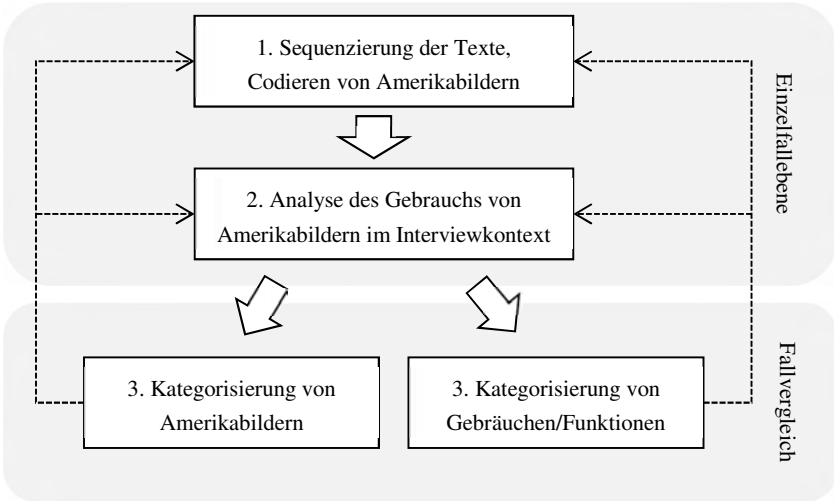 1. Sequenzierung der Texte,
Codieren von Amerikabildern
Einzelfallebene
2. Analyse des Gebrauchs von
Amerikabildern im Interviewkontext
3. Kategorisierung von
Amerikabildern
3. Kategorisierung von
Gebräuchen/Funktionen
Fallvergleich